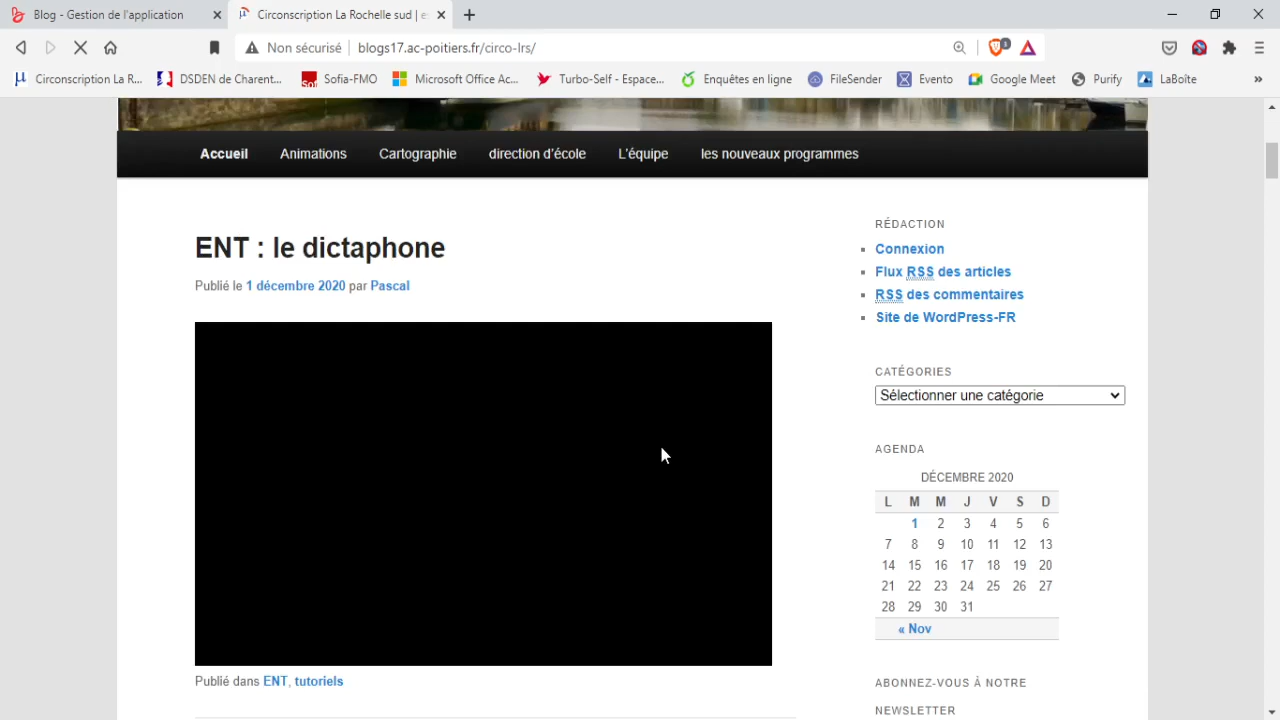 Blog - Gestion de l'application
Circonscription La Rochelle sud | es
Non sécurisé | blogs17.ac-poitiers.fr/circo-lrs/
1
Circonscription La R...
DSDEN de Charent...
Sofia-FMO
Microsoft Office Ac...
Turbo-Self - Espace...
Enquêtes en ligne
FileSender
Evento
Google Meet
Purify
LaBoîte
»
Accueil
Animations
Cartographie
direction d'école
L'équipe
les nouveaux programmes
ENT : le dictaphone
Publié le 1 décembre 2020 par Pascal
Publié dans ENT, tutoriels
RÉDACTION
Connexion
Flux RSS des articles
RSS des commentaires
Site de WordPress-FR
CATÉGORIES
Sélectionner une catégorie
AGENDA
DÉCEMBRE 2020
L M M J V S D
1 2 3 4 5 6
7 8 9 10 11 12 13
14 15 16 17 18 19 20
21 22 23 24 25 26 27
28 29 30 31
« Nov
ABONNEZ-VOUS À NOTRE
NEWSLETTER